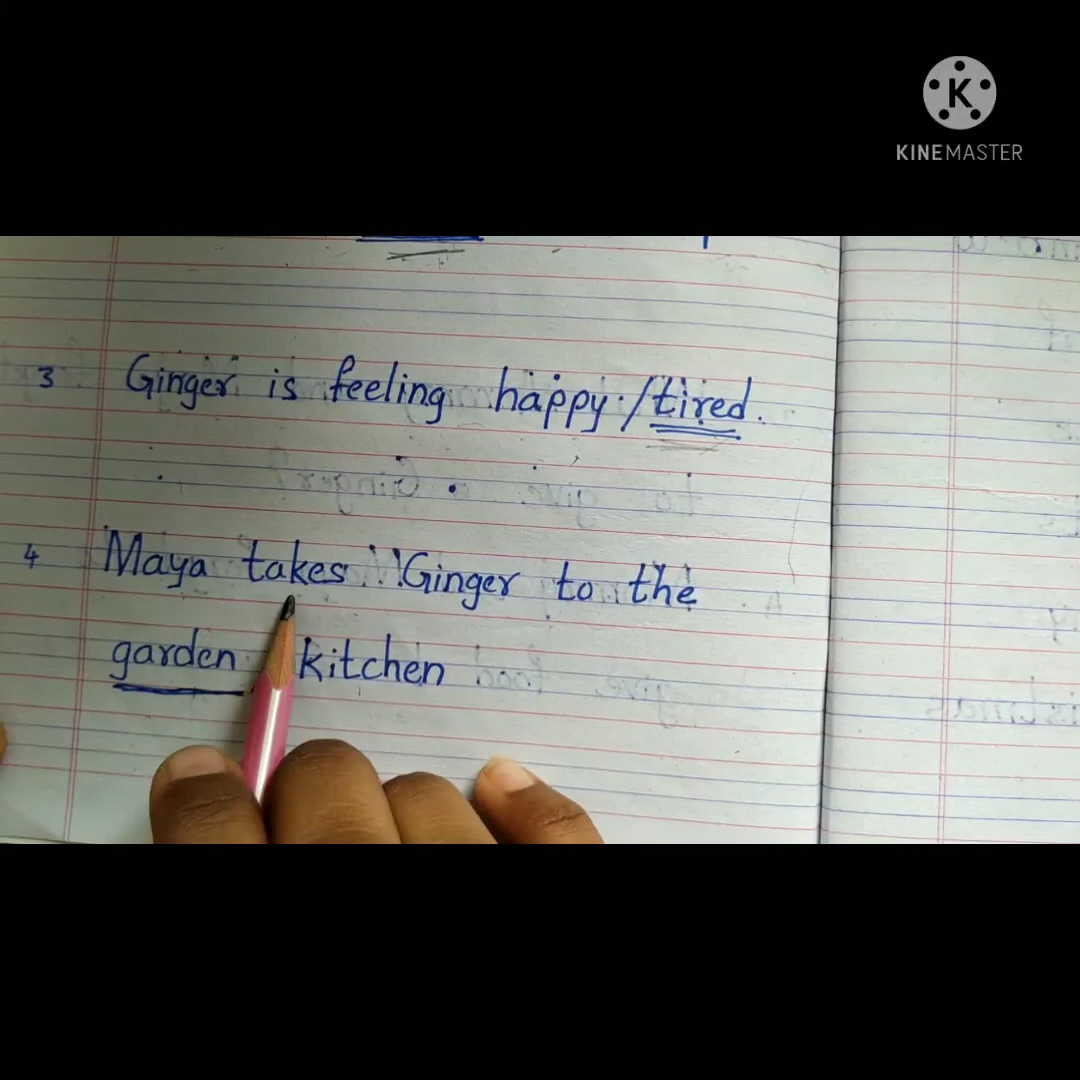 K
KINEMASTER
3 Ginger is feeling happy/tired.
4 Maya takes Ginger to the
garden kitchen